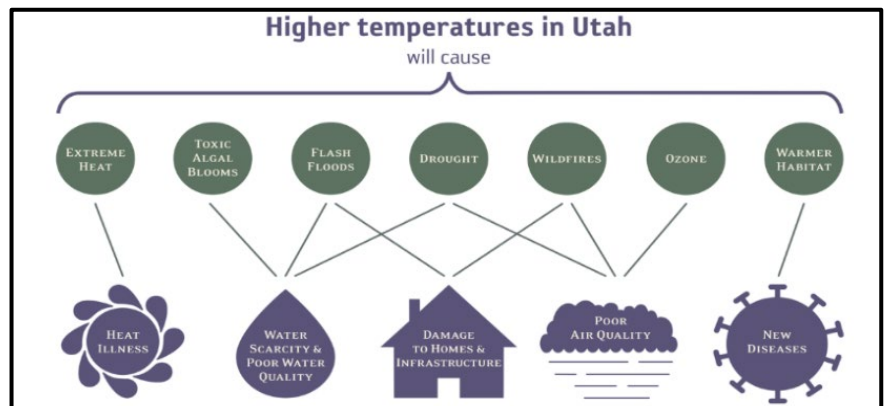 Higher temperatures in Utah
will cause
EXTREME
HEAT
TOXIC
ALGAL
BLOOMS
FLASH
FLOODS
DROUGHT
WILDFIRES
OZONE
WARMER
HABITAT
HEAT
ILLNESS
WATER
SCARCITY &
POOR WATER
QUALITY
DAMAGE
TO HOMES &
INFRASTRUCTURE
POOR
AIR QUALITY
NEW
DISEASES